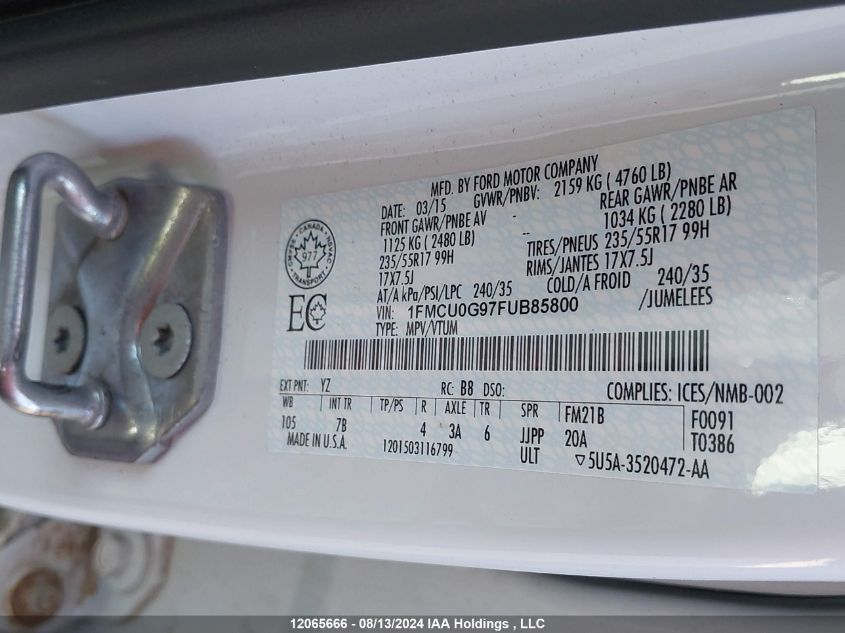 MFD. BY FORD MOTOR COMPANY
DATE: 03/15 GVWR/PNBV: 2159 KG ( 4760 LB)
FRONT GAWR/PNBE AV - REAR GAWR/PNBE AR
1125 KG ( 2480 LB) - 1034 KG ( 2280 LB)
235/55R17 99H TIRES/PNEUS 235/55R17 99H
17X7.5J RIMS/JANTES 17X7.5J
AT/A kPa/PSI/LPC 240/35 COLD/A FROID 240/35
VIN: 1FMCU0G97FUB85800 /JUMELEES
TYPE: MPV/VTUM
CANADA
977
TRANSPORT
EC
EXT PNT: YZ RC: B8 DSO: COMPLIES: ICES/NMB-002
WB INT TR TP/PS R AXLE TR SPR FM21B F0091
105 7B 4 3A 6 JJPP 20A T0386
MADE IN U.S.A. 1201503116799 ULT ▽5U5A-3520472-AA
12065666 - 08/13/2024 IAA Holdings , LLC